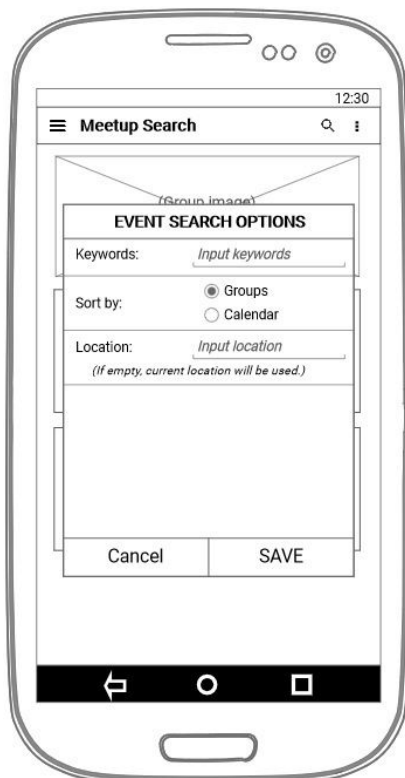 12:30
Meetup Search
(Group image)
EVENT SEARCH OPTIONS
Keywords: Input keywords
Sort by: Groups
Calendar
Location: Input location
(If empty, current location will be used.)
Cancel SAVE